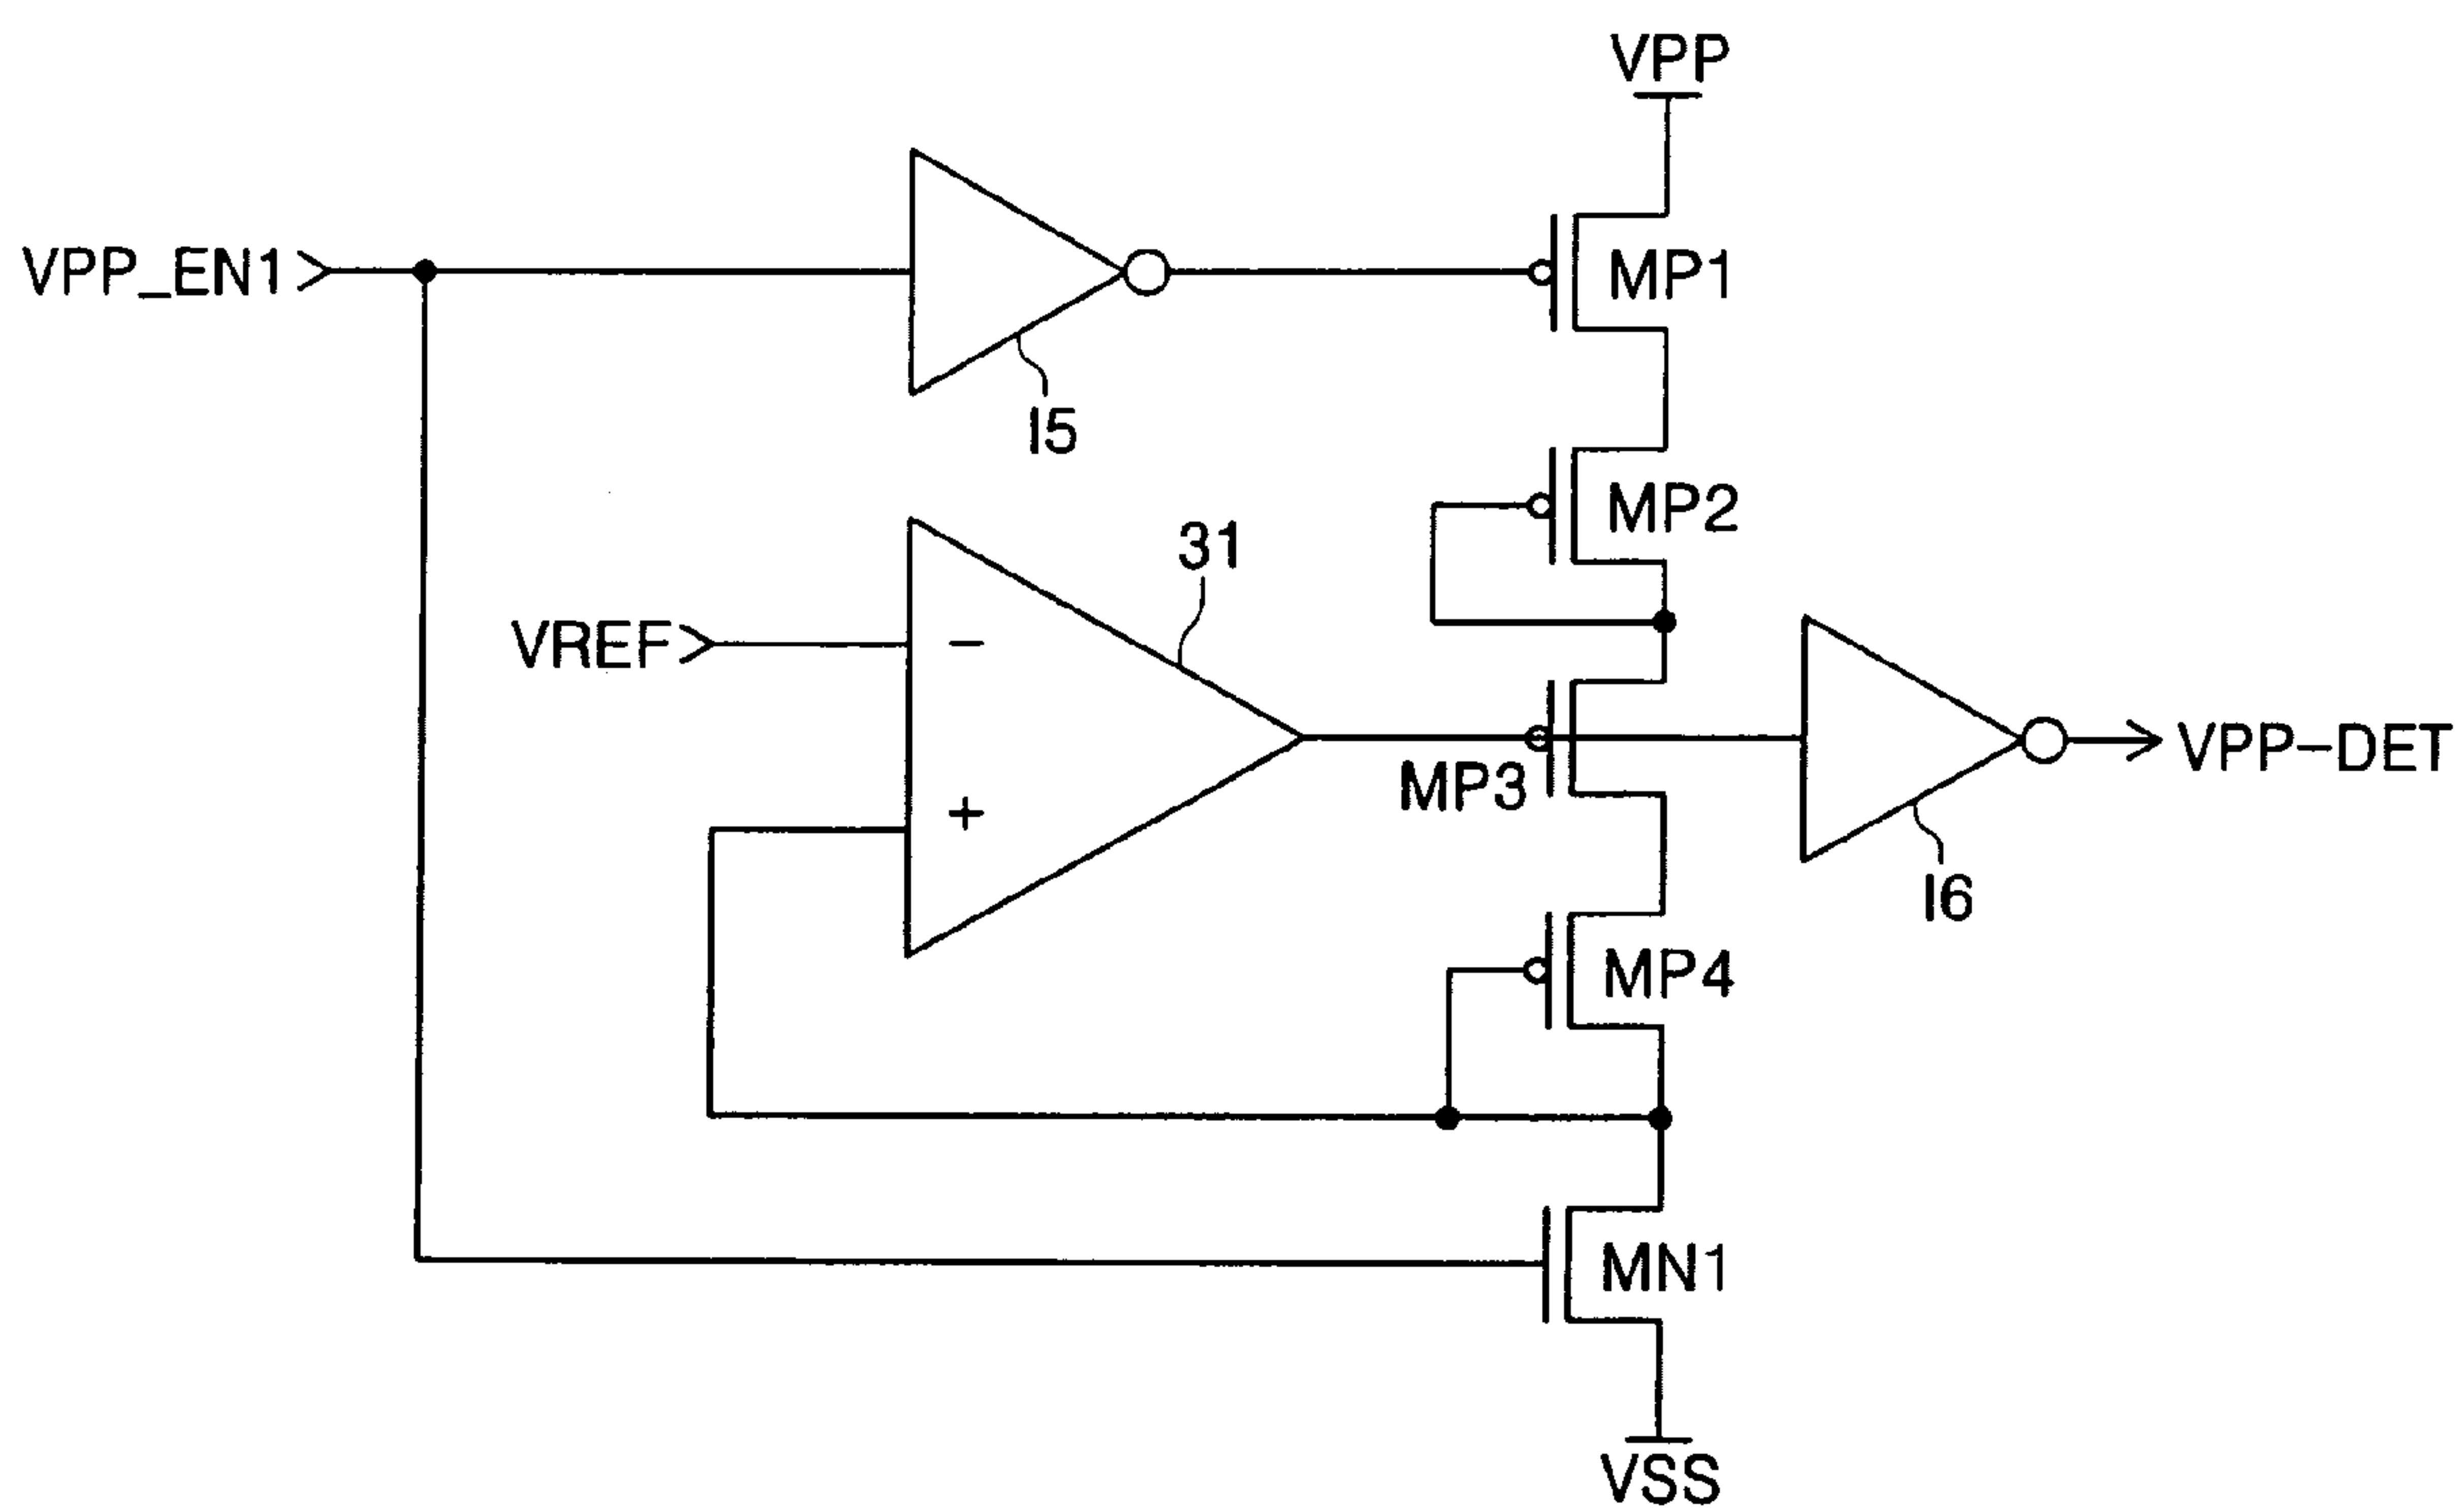 VPP
VPP_EN1
MP1
I5
MP2
31
VREF
−
VPP-DET
MP3
+
I6
MP4
MN1
VSS